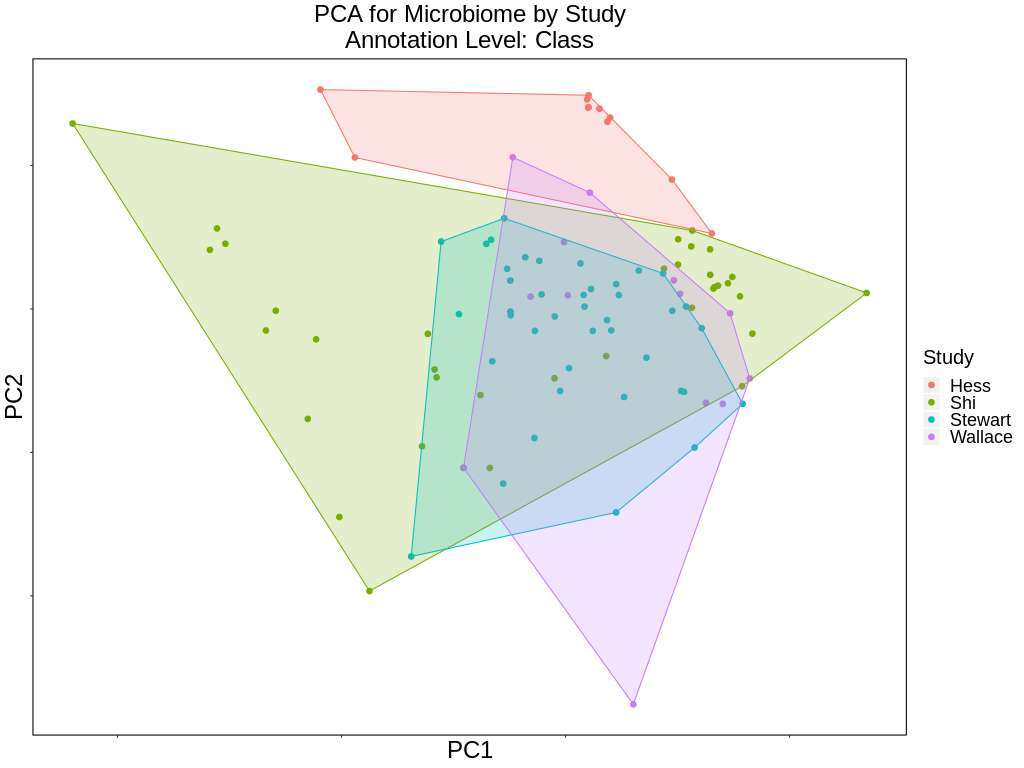 PCA for Microbiome by Study
Annotation Level: Class
PC2
PC1
Study
Hess
Shi
Stewart
Wallace